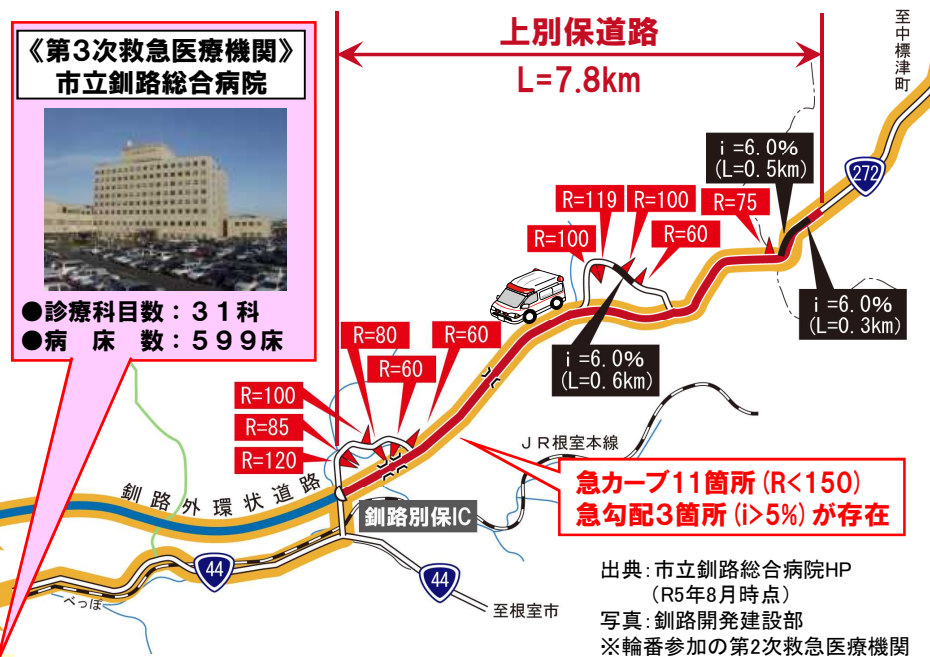 《第3次救急医療機関》
市立釧路総合病院
●診療科目数：３１科
●病　床　数：５９９床
上別保道路
L=7.8km
至中標津町
272
i=6.0%
(L=0.5km)
R=119
R=100
R=75
R=100
R=60
i=6.0%
(L=0.3km)
i=6.0%
(L=0.6km)
R=80
R=60
R=60
R=100
R=85
R=120
ＪＲ根室本線
急カーブ11箇所(R<150)
急勾配3箇所(i>5%)が存在
釧路外環状道路
釧路別保IC
44
44
べっぽ
至根室市
出典：市立釧路総合病院HP
（R5年8月時点）
写真：釧路開発建設部
※輪番参加の第2次救急医療機関